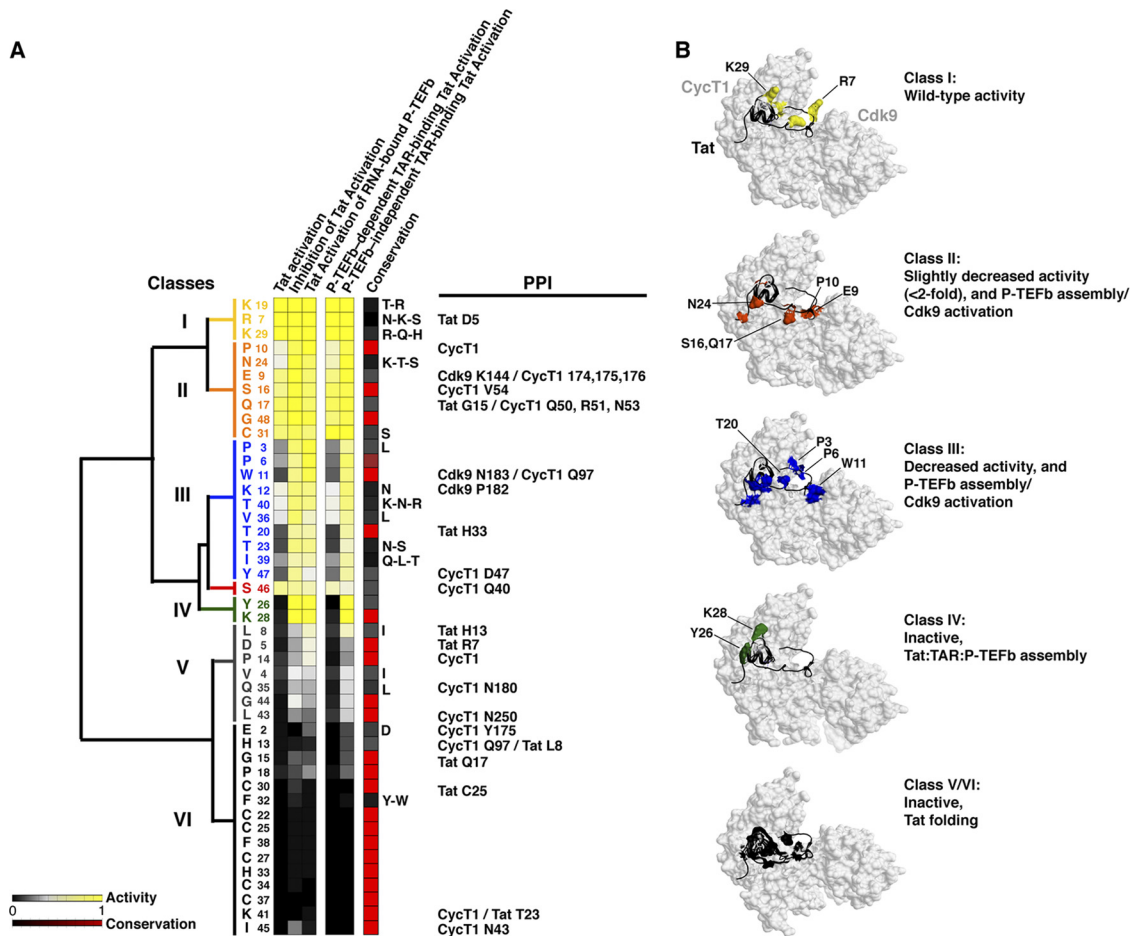 A
Tat activation
Inhibition of Tat Activation
Tat Activation of RNA-bound P-TEFb
P-TEFb–dependent TAR-binding Tat Activation
P-TEFb–independent TAR-binding Tat Activation
Conservation
Classes
PPI
I
II
III
IV
V
VI
K 19 T-R
R 7 N-K-S Tat D5
K 29 R-Q-H
P 10 CycT1
N 24 K-T-S
E 9 Cdk9 K144 / CycT1 174,175,176
S 16 CycT1 V54
Q 17 Tat G15 / CycT1 Q50, R51, N53
G 48
C 31 S
P 3 L
P 6
W 11 Cdk9 N183 / CycT1 Q97
K 12 N Cdk9 P182
T 40 K-N-R
V 36 L
T 20 Tat H33
T 23 N-S
I 39 Q-L-T
Y 47 CycT1 D47
S 46 CycT1 Q40
Y 26
K 28
L 8 I Tat H13
D 5 Tat R7
P 14 CycT1
V 4 I
Q 35 L CycT1 N180
G 44
L 43 CycT1 N250
E 2 D CycT1 Y175
H 13 CycT1 Q97 / Tat L8
G 15 Tat Q17
P 18
C 30 Tat C25
F 32 Y-W
C 22
C 25
F 38
C 27
H 33
C 34
C 37
K 41 CycT1 / Tat T23
I 45 CycT1 N43
Activity
0 1
Conservation
B
K29
R7
CycT1
Cdk9
Tat
Class I:
Wild-type activity
P10
E9
N24
S16,Q17
Class II:
Slightly decreased activity
(<2-fold), and P-TEFb assembly/
Cdk9 activation
T20
P3
P6
W11
Class III:
Decreased activity, and
P-TEFb assembly/
Cdk9 activation
K28
Y26
Class IV:
Inactive,
Tat:TAR:P-TEFb assembly
Class V/VI:
Inactive,
Tat folding